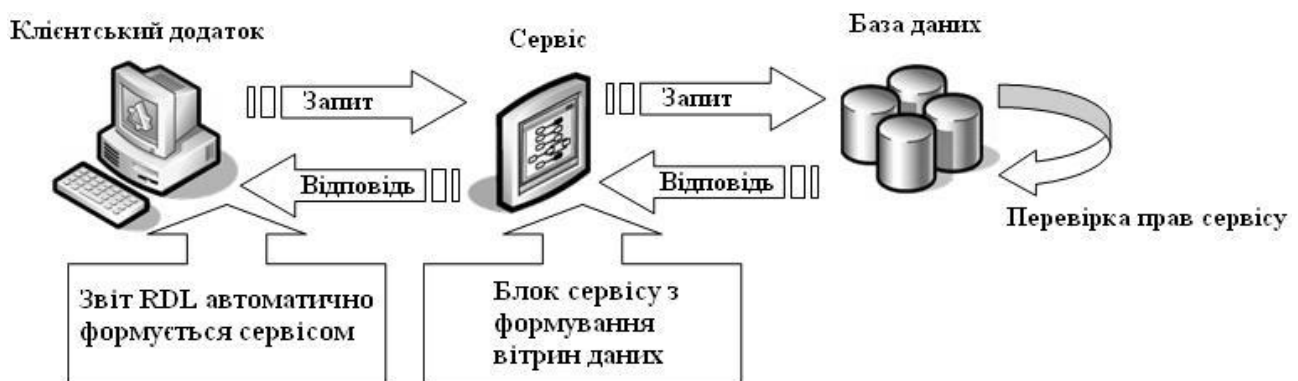 Клієнтський додаток
Сервіс
База даних
Запит
Запит
Відповідь
Відповідь
Перевірка прав сервісу
Звіт RDL автоматично
формується сервісом
Блок сервісу з
формування
вітрин даних